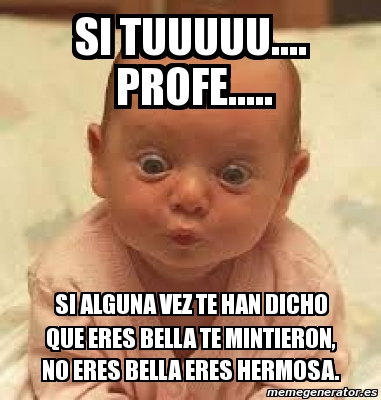 SI TUUUUU....
PROFE.....
SI ALGUNA VEZ TE HAN DICHO
QUE ERES BELLA TE MINTIERON,
NO ERES BELLA ERES HERMOSA.
memegenerator.es